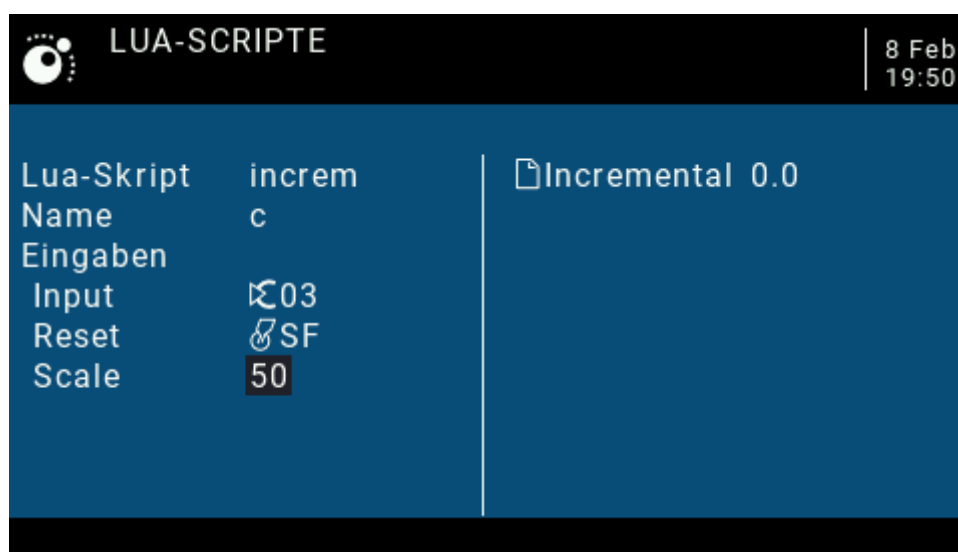 LUA-SCRIPTE
8 Feb
19:50
Lua-Skript increm
Name c
Eingaben
Input 03
Reset SF
Scale 50
Incremental 0.0